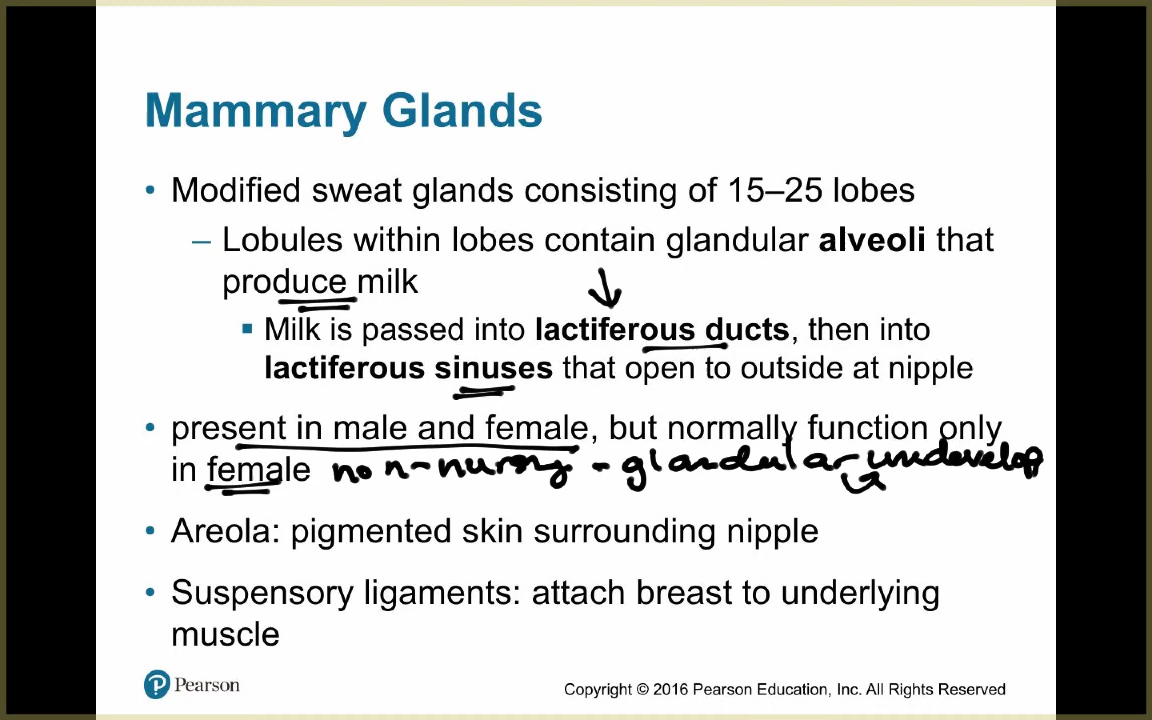 Mammary Glands
• Modified sweat glands consisting of 15–25 lobes
– Lobules within lobes contain glandular alveoli that
produce milk
▪ Milk is passed into lactiferous ducts, then into
lactiferous sinuses that open to outside at nipple
• present in male and female, but normally function only
in female non-nursing - glandular undevelop
• Areola: pigmented skin surrounding nipple
• Suspensory ligaments: attach breast to underlying
muscle
P Pearson
Copyright © 2016 Pearson Education, Inc. All Rights Reserved